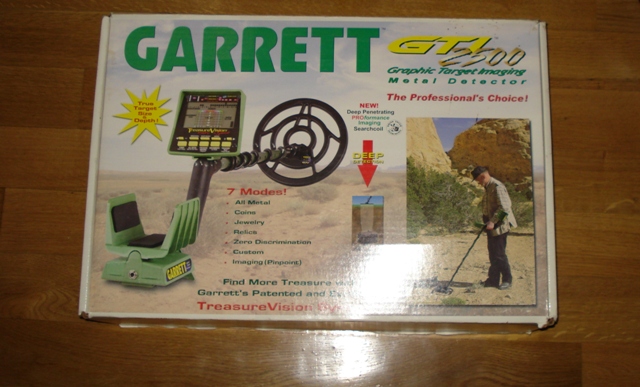 GARRETT™
GTI 2500
Graphic Target Imaging
Metal Detector
The Professional's Choice!
True
Target
Size
&
Depth!
TREASUREVISION
NEW!
Deep Penetrating
PROformance
Imaging
Searchcoil
DEEP
7 Modes!
• All Metal
• Coins
• Jewelry
• Relics
• Zero Discrimination
• Custom
• Imaging (Pinpoint)
GARRETT
Find More Treasure
Garrett's Patented and
TreasureVision